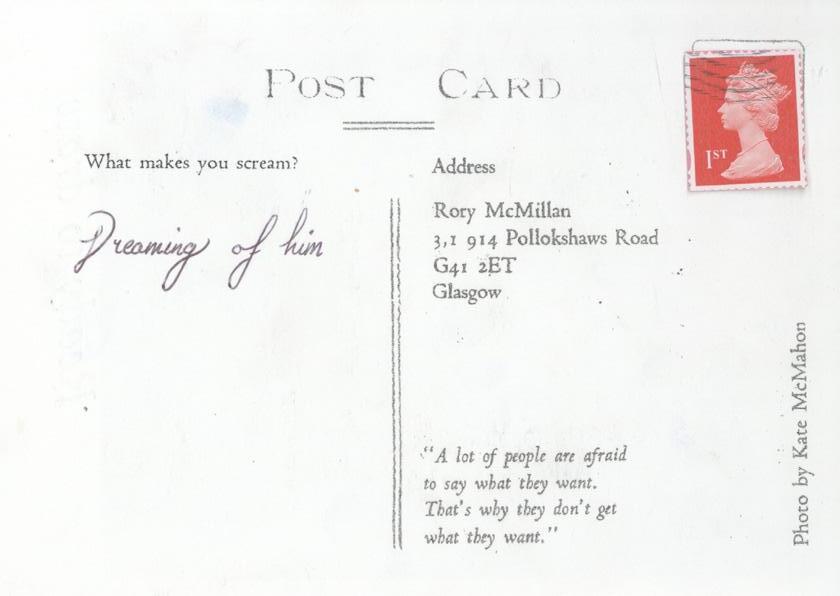 POST CARD
What makes you scream?
Dreaming of him
Address
Rory McMillan
3,1 914 Pollokshaws Road
G41 2ET
Glasgow
1ST
"A lot of people are afraid
to say what they want.
That's why they don't get
what they want."
Photo by Kate McMahon